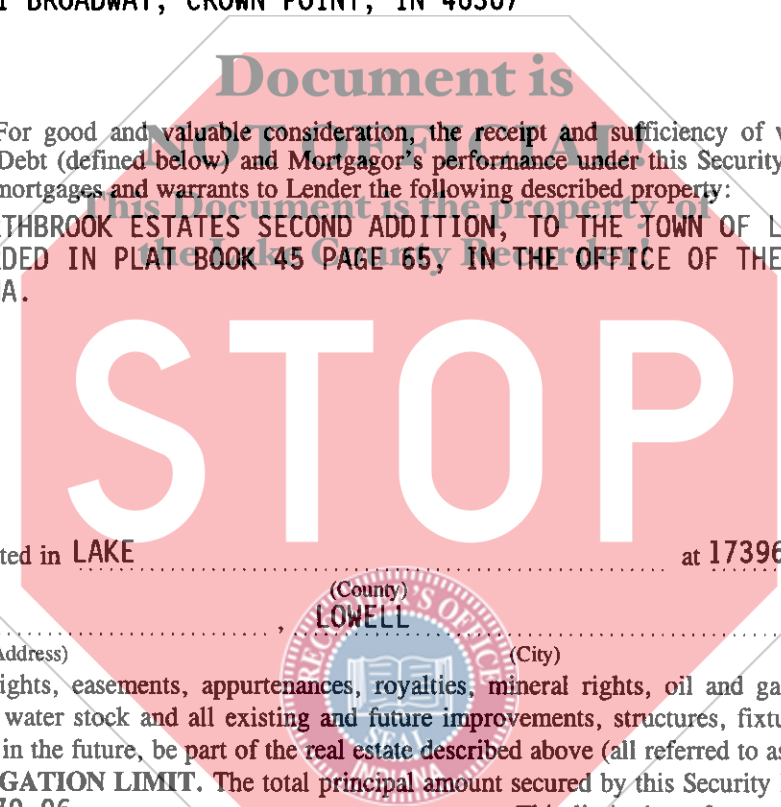 BROADWAY, CROWN POINT, IN 46307
Document is
NOT OFFICIAL!
This Document is the property of
the Lake County Recorder!
For good and valuable consideration, the receipt and sufficiency of
Debt (defined below) and Mortgagor's performance under this Security
mortgages and warrants to Lender the following described property:
THBROOK ESTATES SECOND ADDITION, TO THE TOWN OF L
DED IN PLAT BOOK 45 PAGE 65, IN THE OFFICE OF THE
A.
STOP
ted in LAKE at 17396
(County)
, LOWELL
Address) (City)
ights, easements, appurtenances, royalties, mineral rights, oil and ga
water stock and all existing and future improvements, structures, fixtu
in the future, be part of the real estate described above (all referred to as
GATION LIMIT. The total principal amount secured by this Security
RECORDER'S OFFICE
SEAL